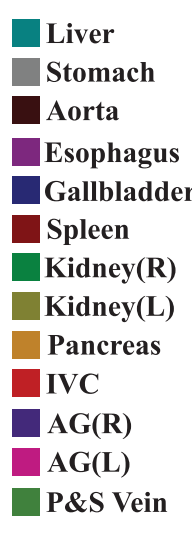 Liver
Stomach
Aorta
Esophagus
Gallbladder
Spleen
Kidney(R)
Kidney(L)
Pancreas
IVC
AG(R)
AG(L)
P&S Vein